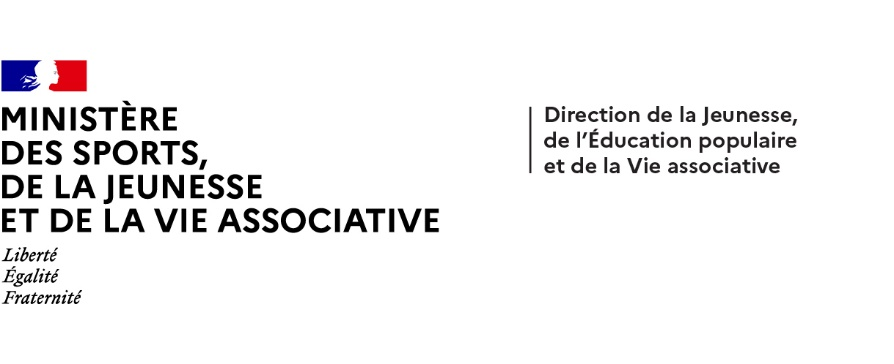 MINISTÈRE
DES SPORTS,
DE LA JEUNESSE
ET DE LA VIE ASSOCIATIVE
Liberté
Égalité
Fraternité
Direction de la Jeunesse,
de l'Éducation populaire
et de la Vie associative